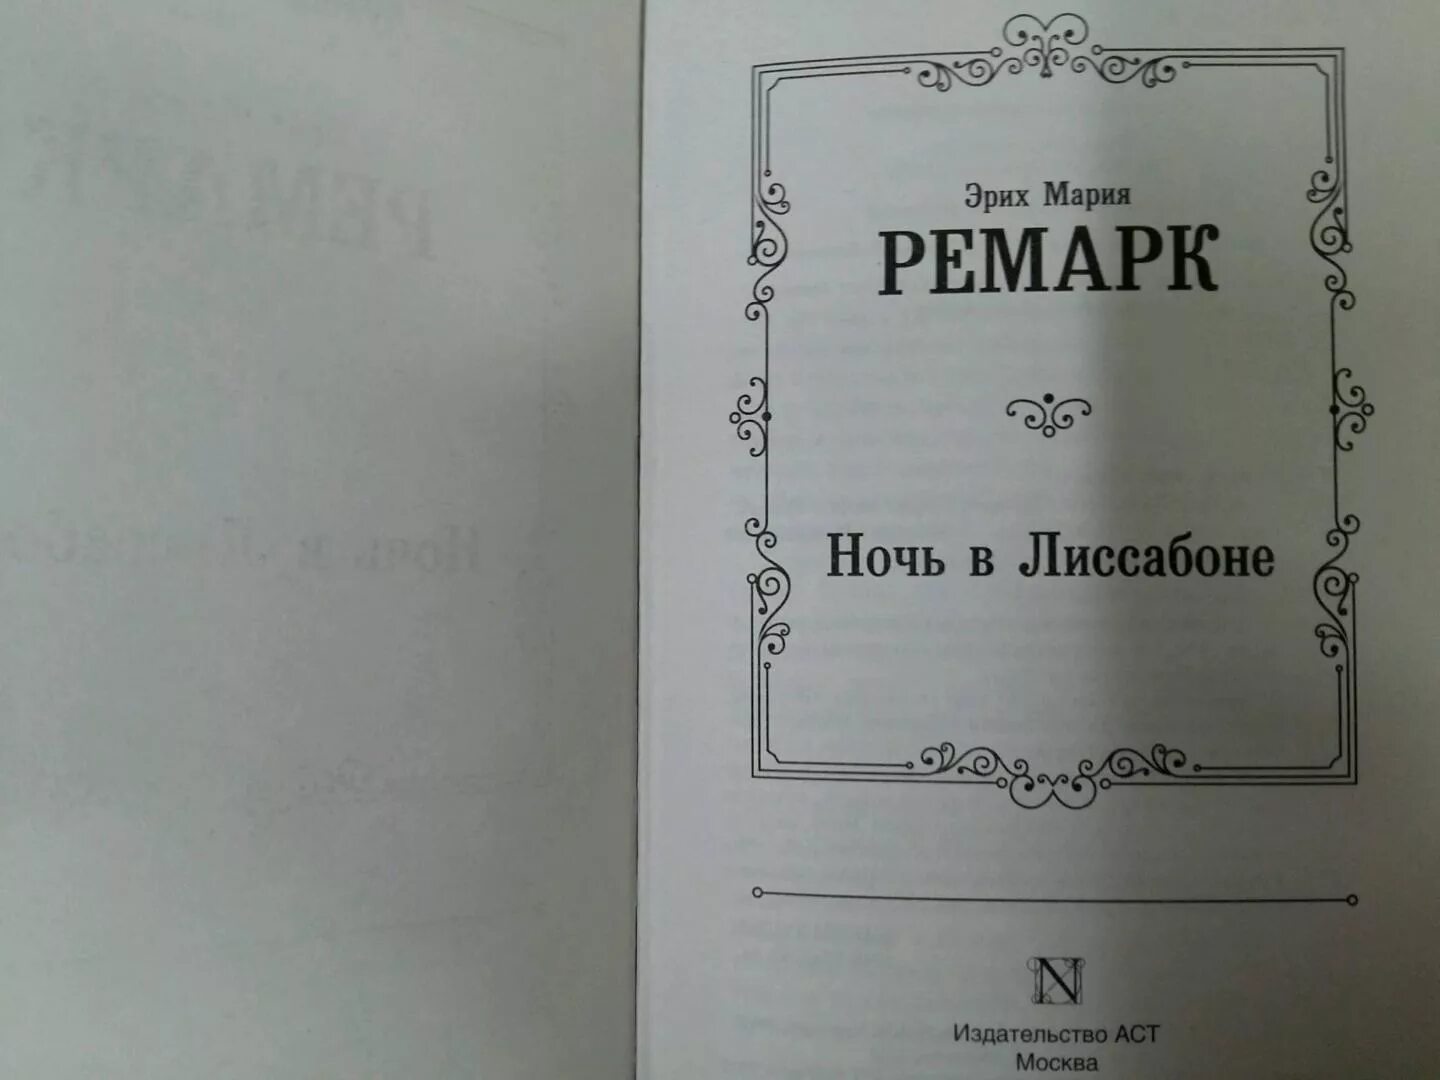 Эрих Мария
РЕМАРК
Ночь в Лиссабоне
N
Издательство АСТ
Москва